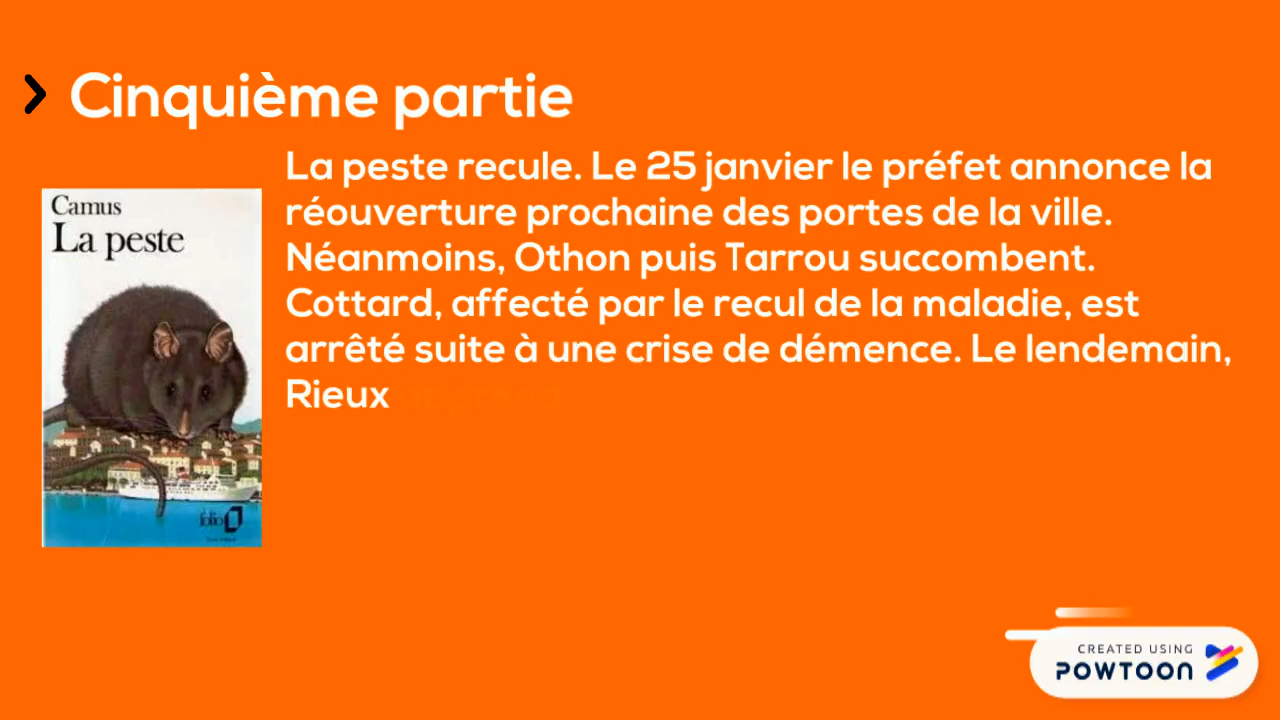 Cinquième partie
La peste recule. Le 25 janvier le préfet annonce la
réouverture prochaine des portes de la ville.
Néanmoins, Othon puis Tarrou succombent.
Cottard, affecté par le recul de la maladie, est
arrêté suite à une crise de démence. Le lendemain,
Rieux
Camus
La peste
folio
CREATED USING
POWTOON